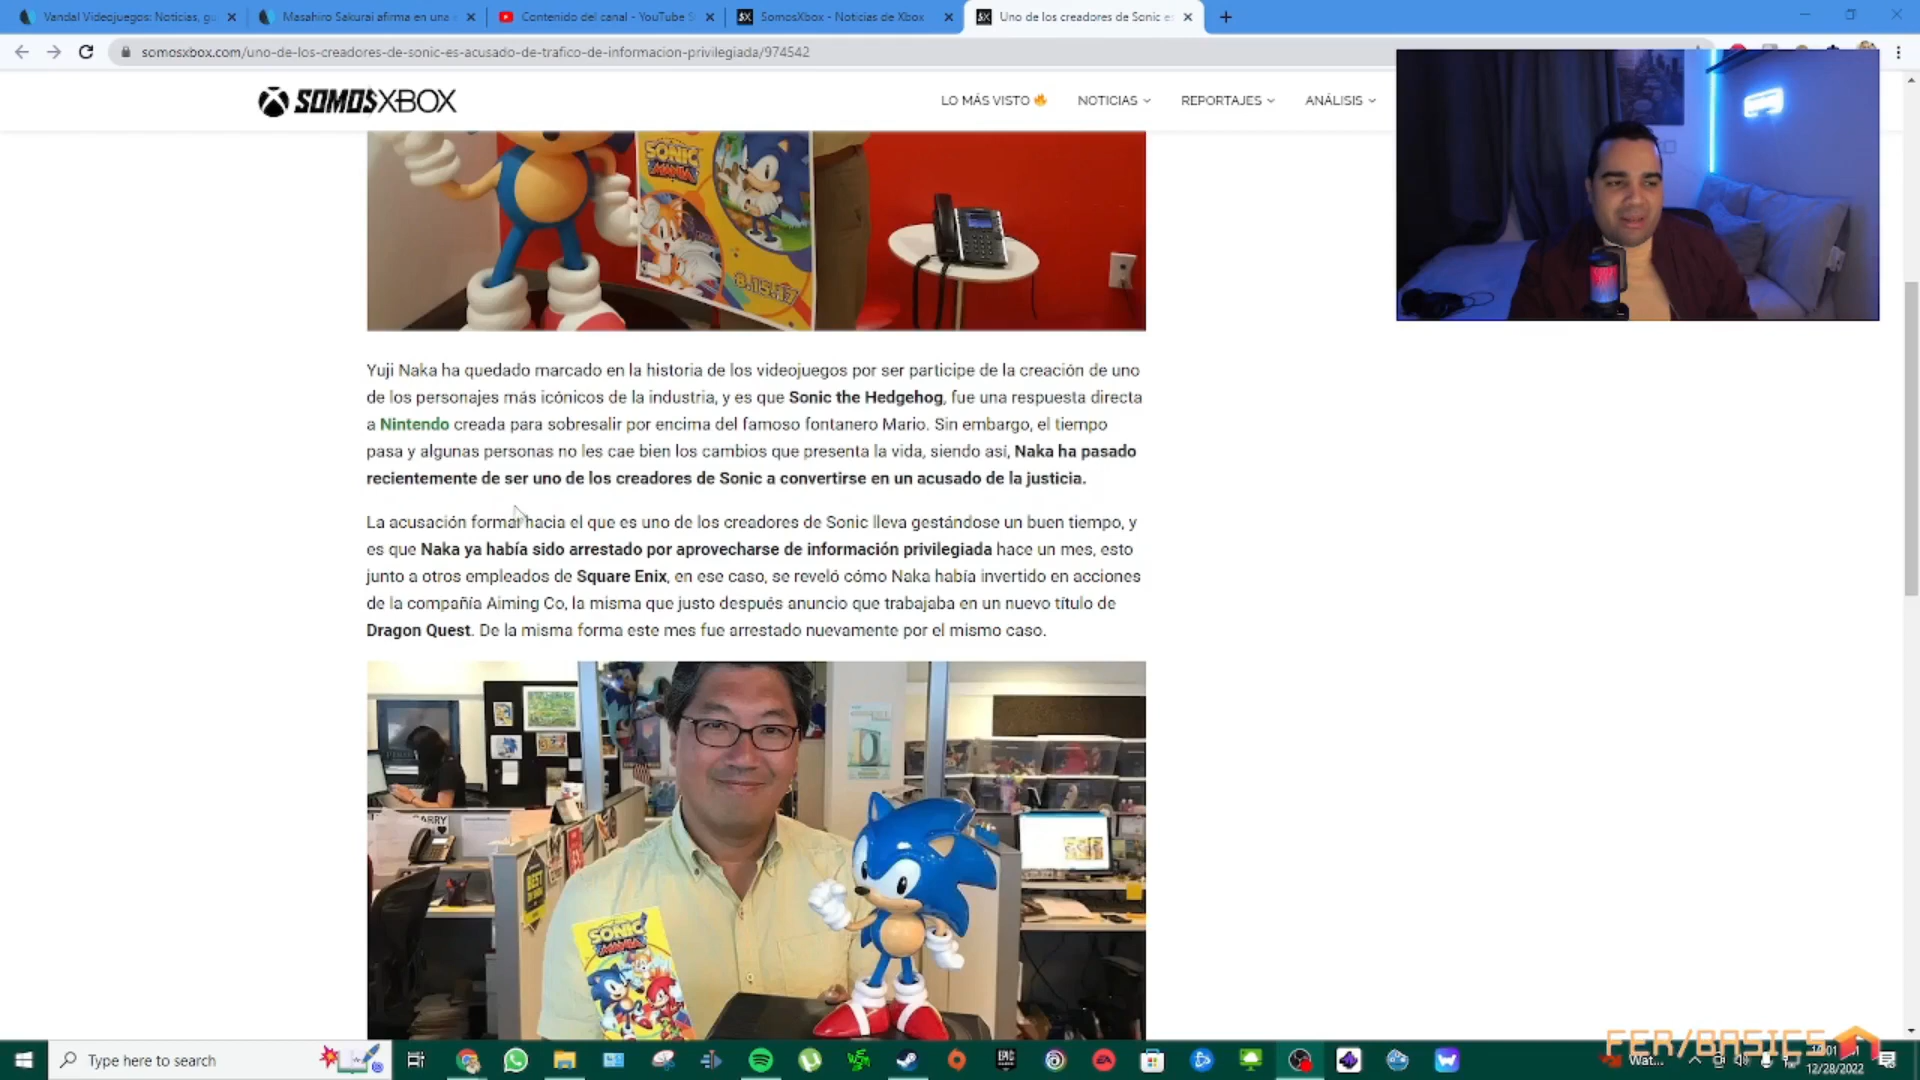 Vandal Videojuegos: Noticias, gu
Masahiro Sakurai afirma en una
Contenido del canal - YouTube S
SomosXbox - Noticias de Xbox
Uno de los creadores de Sonic es
somosxbox.com/uno-de-los-creadores-de-sonic-es-acusado-de-trafico-de-informacion-privilegiada/974542
SOMOSXBOX
LO MÁS VISTO
NOTICIAS
REPORTAJES
ANÁLISIS
SONIC
MANIA
8.15.17
Yuji Naka ha quedado marcado en la historia de los videojuegos por ser participe de la creación de uno
de los personajes más icónicos de la industria, y es que Sonic the Hedgehog, fue una respuesta directa
a Nintendo creada para sobresalir por encima del famoso fontanero Mario. Sin embargo, el tiempo
pasa y algunas personas no les cae bien los cambios que presenta la vida, siendo así, Naka ha pasado
recientemente de ser uno de los creadores de Sonic a convertirse en un acusado de la justicia.
La acusación formal hacia el que es uno de los creadores de Sonic lleva gestándose un buen tiempo, y
es que Naka ya había sido arrestado por aprovecharse de información privilegiada hace un mes, esto
junto a otros empleados de Square Enix, en ese caso, se reveló cómo Naka había invertido en acciones
de la compañía Aiming Co, la misma que justo después anuncio que trabajaba en un nuevo título de
Dragon Quest. De la misma forma este mes fue arrestado nuevamente por el mismo caso.
SONIC
MANIA
BEST
FER/BASICS
Type here to search
EPIC
EA
Wat...
12/28/2022